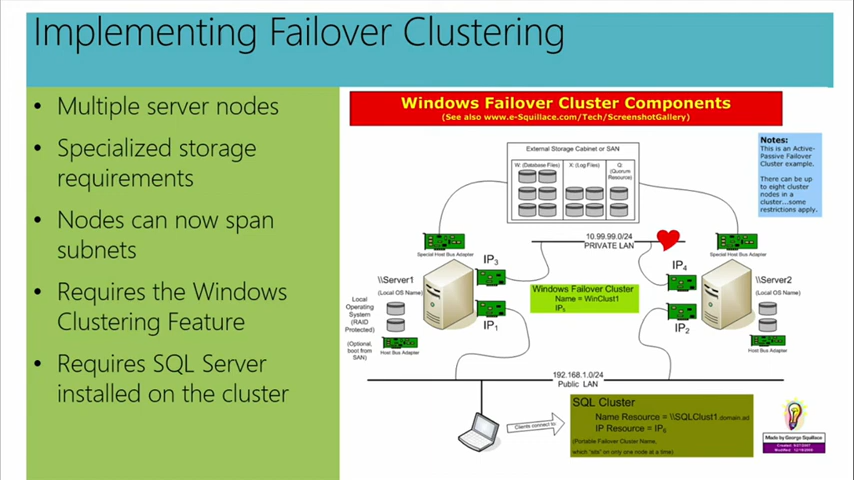 Implementing Failover Clustering
• Multiple server nodes
• Specialized storage
requirements
• Nodes can now span
subnets
• Requires the Windows
Clustering Feature
• Requires SQL Server
installed on the cluster
Windows Failover Cluster Components
(See also www.e-Squillace.com/Tech/ScreenshotGallery)
External Storage Cabinet or SAN
W: (Database Files)
X: (Log Files)
Q:
(Quorum
Resource)
Notes:
This is an Active-
Passive Failover
Cluster example.
There can be up
to eight cluster
nodes in a
cluster...some
restrictions apply.
10.99.99.0/24
PRIVATE LAN
Special Host Bus Adapter
Special Host Bus Adapter
IP3
IP4
\\Server1
(Local OS Name)
\\Server2
(Local OS Name)
Windows Failover Cluster
Name = WinClust1
IP5
Local
Operating
System
(RAID
Protected)
(Optional,
boot from
SAN)
IP1
IP2
Host Bus Adapter
Host Bus Adapter
192.168.1.0/24
Public LAN
SQL Cluster
Name Resource = \\SQLClust1.domain.ad
IP Resource = IP6
(Portable Failover Cluster Name,
which "sits" on only one node at a time)
Clients connect to:
Made by George Squillace